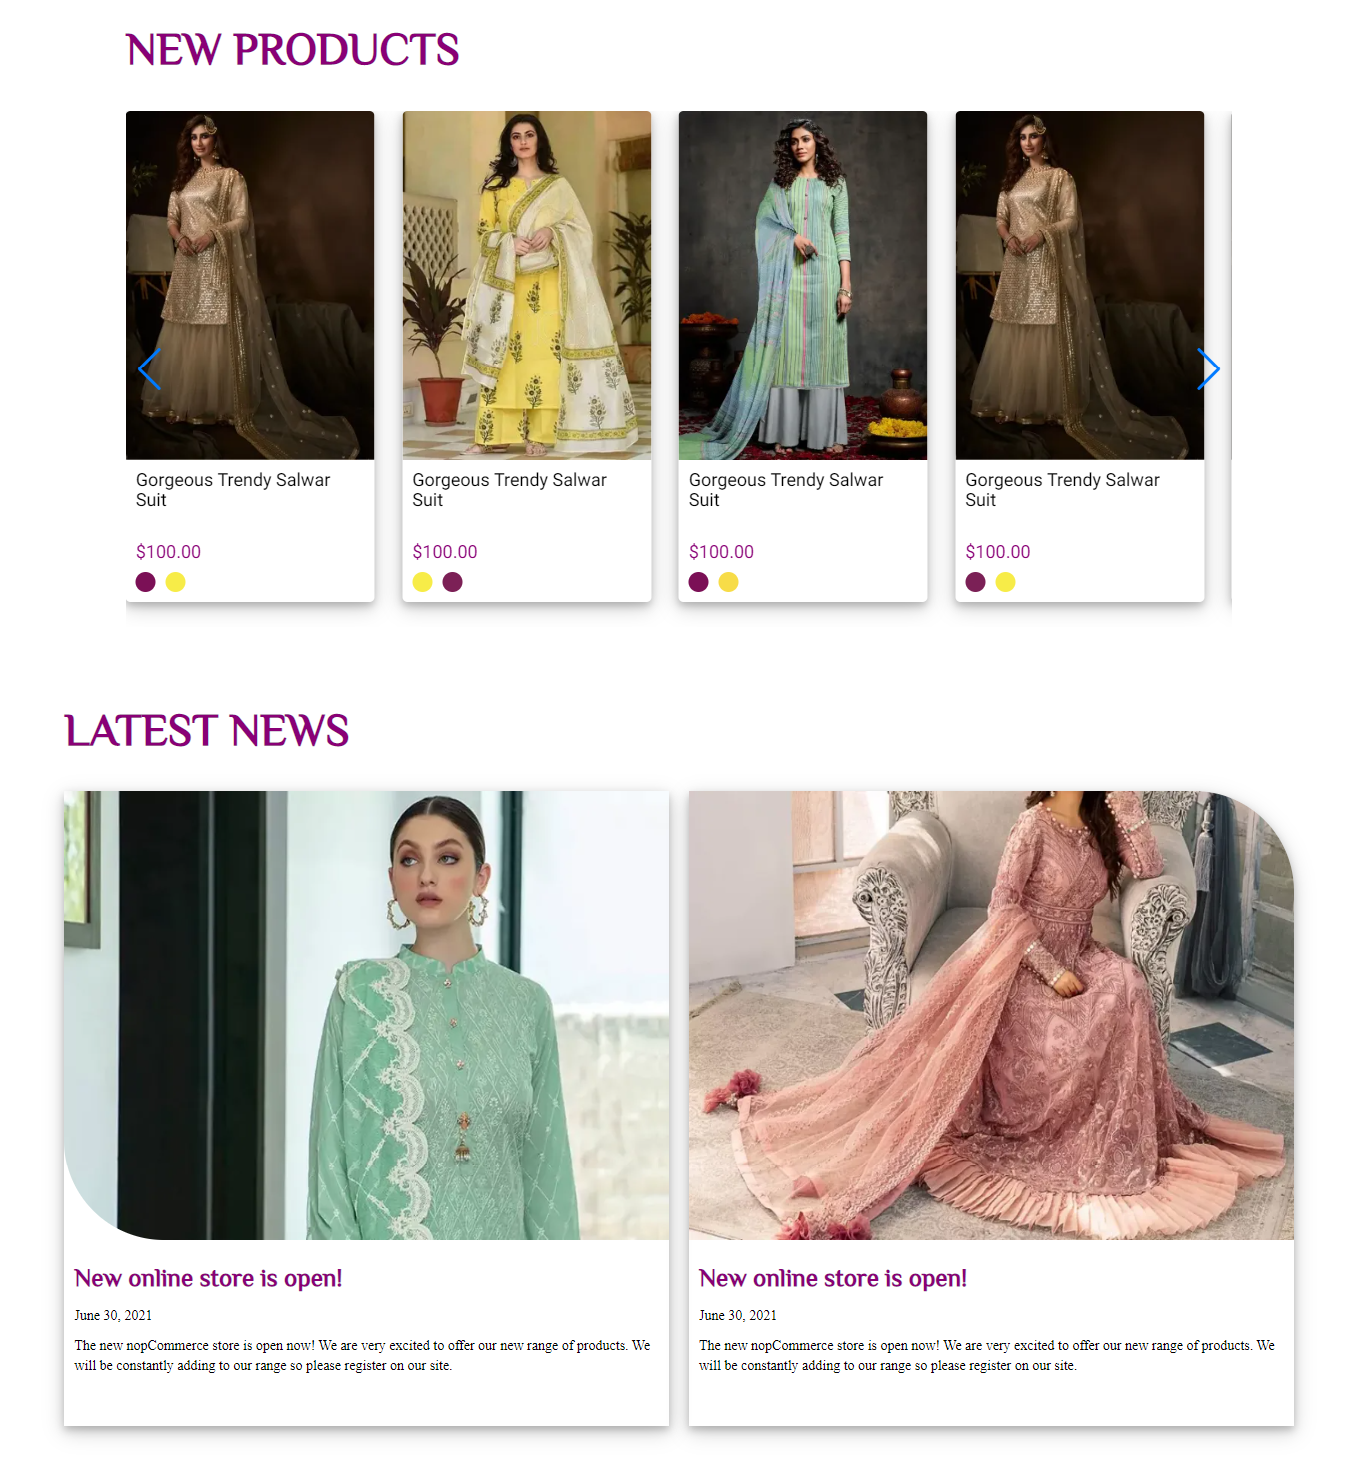 NEW PRODUCTS
Gorgeous Trendy Salwar
Suit
$100.00
Gorgeous Trendy Salwar
Suit
$100.00
Gorgeous Trendy Salwar
Suit
$100.00
Gorgeous Trendy Salwar
Suit
$100.00
LATEST NEWS
New online store is open!
June 30, 2021
The new nopCommerce store is open now! We are very excited to offer our new range of products. We
will be constantly adding to our range so please register on our site.
New online store is open!
June 30, 2021
The new nopCommerce store is open now! We are very excited to offer our new range of products. We
will be constantly adding to our range so please register on our site.